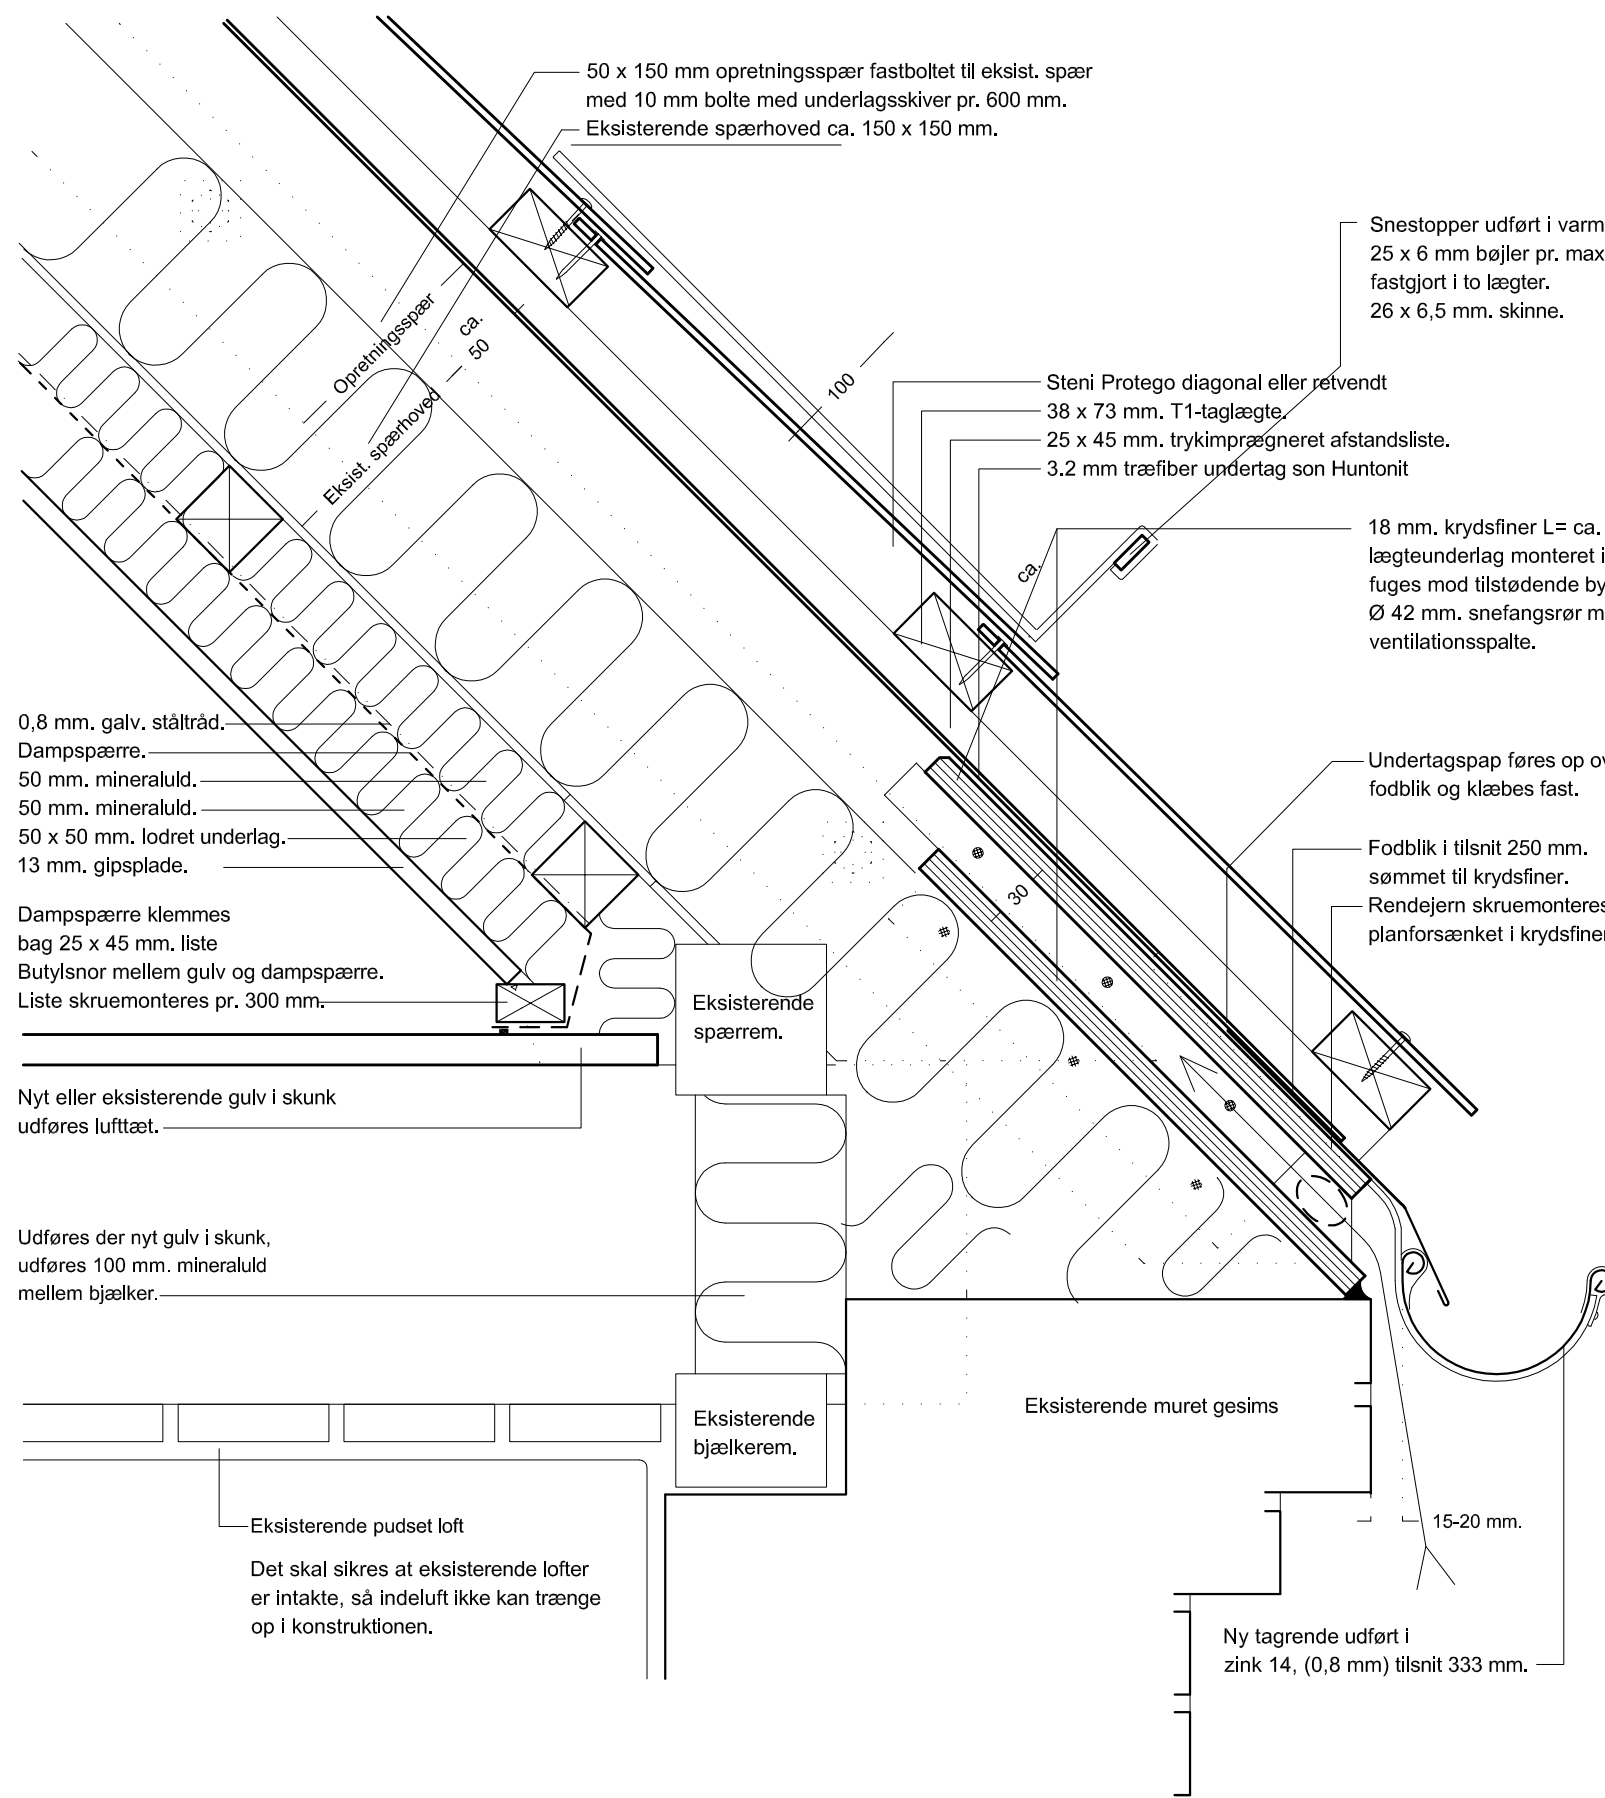 50 x 150 mm opretningsspær fastboltet til eksist. spær
med 10 mm bolte med underlagsskiver pr. 600 mm.
Eksisterende spærhoved ca. 150 x 150 mm.
Snestopper udført i varm
25 x 6 mm bøjler pr. max
fastgjort i to lægter.
26 x 6,5 mm. skinne.
Opretningsspær
ca.
50
Eksist. spærhoved
100
Steni Protego diagonal eller retvendt
38 x 73 mm. T1-taglægte.
25 x 45 mm. trykimprægneret afstandsliste.
3.2 mm træfiber undertag son Huntonit
ca.
18 mm. krydsfiner L= ca.
lægteunderlag monteret i
fuges mod tilstødende by
Ø 42 mm. snefangsrør m
ventilationsspalte.
0,8 mm. galv. ståltråd.
Dampspærre.
50 mm. mineraluld.
50 mm. mineraluld.
50 x 50 mm. lodret underlag.
13 mm. gipsplade.
Undertagspap føres op ov
fodblik og klæbes fast.
Fodblik i tilsnit 250 mm.
sømmet til krydsfiner.
Rendejern skruemonteres
planforsænket i krydsfiner
30
Dampspærre klemmes
bag 25 x 45 mm. liste
Butylsnor mellem gulv og dampspærre.
Liste skruemonteres pr. 300 mm.
Eksisterende
spærrem.
Nyt eller eksisterende gulv i skunk
udføres lufttæt.
Udføres der nyt gulv i skunk,
udføres 100 mm. mineraluld
mellem bjælker.
Eksisterende
bjælkerem.
Eksisterende muret gesims
Eksisterende pudset loft
Det skal sikres at eksisterende lofter
er intakte, så indeluft ikke kan trænge
op i konstruktionen.
15-20 mm.
Ny tagrende udført i
zink 14, (0,8 mm) tilsnit 333 mm.